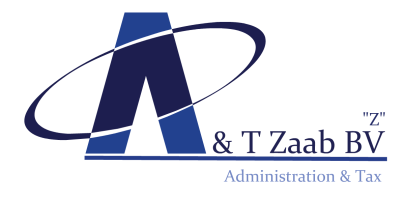 "Z"
A & T Zaab BV
Administration & Tax